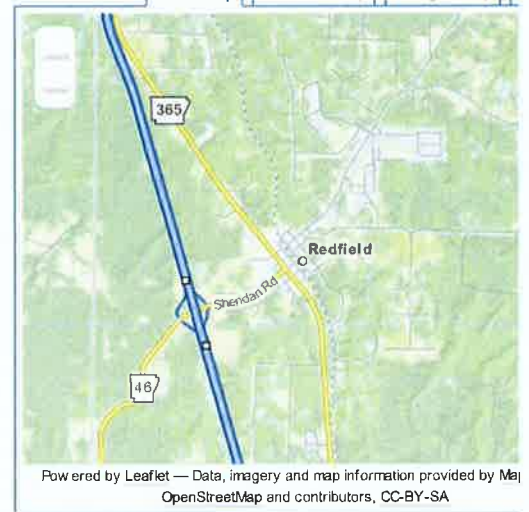 365
Redfield
Sheridan Rd
46
Powered by Leaflet — Data, imagery and map information provided by Map
OpenStreetMap and contributors, CC-BY-SA